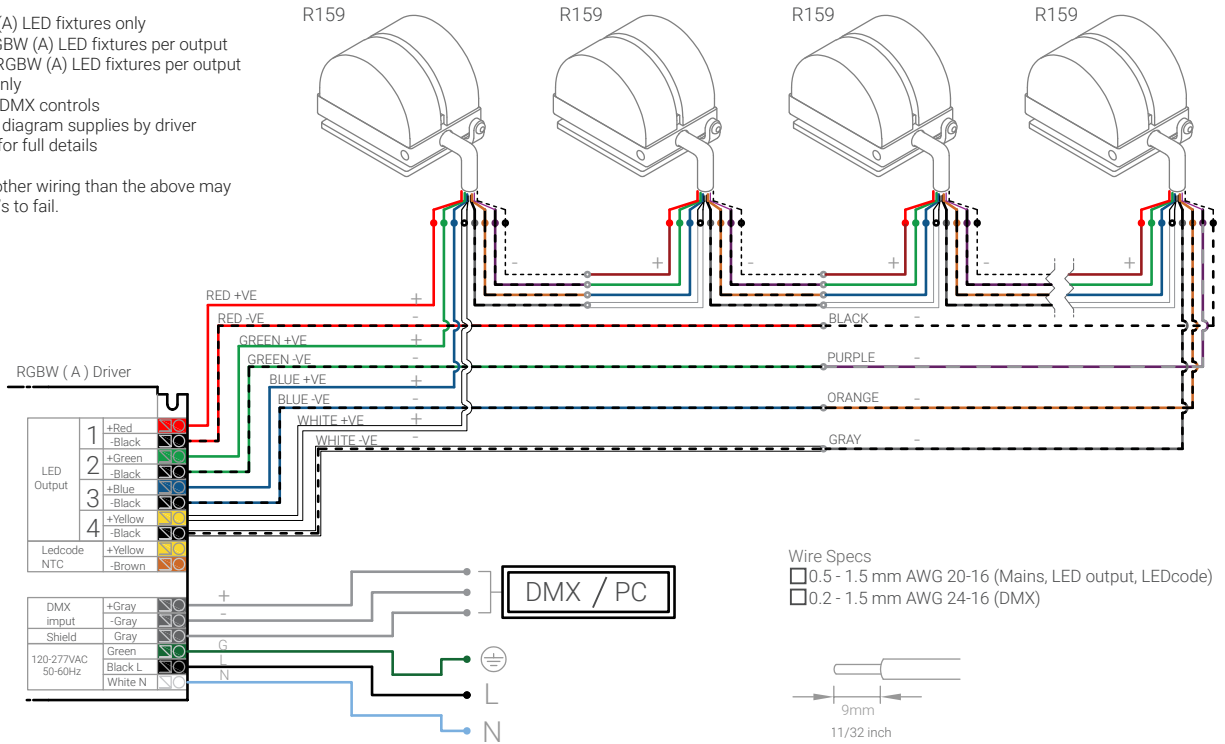 (A) LED fixtures only
GBW (A) LED fixtures per output
RGBW (A) LED fixtures per output
nly
DMX controls
diagram supplies by driver
for full details
other wiring than the above may
's to fail.
R159
R159
R159
R159
- + - + - +
RED +VE +
RED -VE - BLACK -
GREEN +VE +
GREEN -VE - PURPLE -
BLUE +VE +
BLUE -VE - ORANGE -
WHITE +VE +
WHITE -VE - GRAY -
RGBW ( A ) Driver
LED Output
1 +Red
-Black
2 +Green
-Black
3 +Blue
-Black
4 +Yellow
-Black
Ledcode +Yellow
NTC -Brown
DMX +Gray +
imput -Gray -
Shield Gray
120-277VAC Green G
50-60Hz Black L L
White N N
DMX / PC
L
N
Wire Specs
0.5 - 1.5 mm AWG 20-16 (Mains, LED output, LEDcode)
0.2 - 1.5 mm AWG 24-16 (DMX)
9mm
11/32 inch